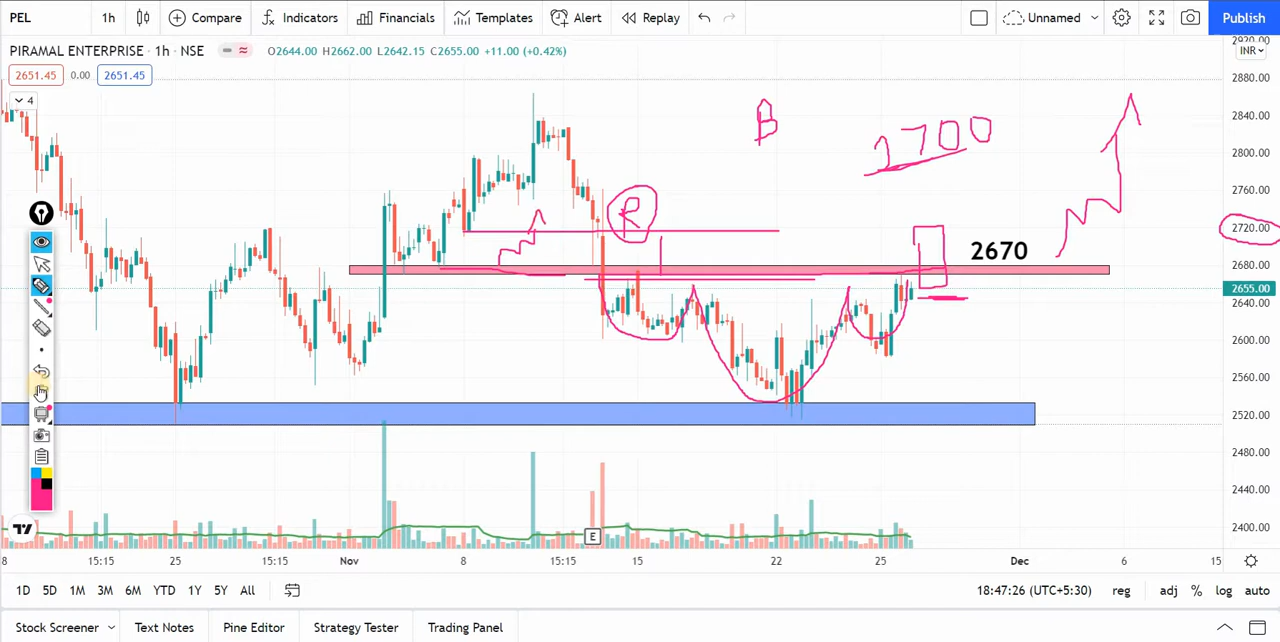 PEL 1h Compare Indicators Financials Templates Alert Replay Unnamed Publish
PIRAMAL ENTERPRISE · 1h · NSE O2644.00 H2662.00 L2642.15 C2655.00 +11.00 (+0.42%)
2651.45 0.00 2651.45
4
INR
2920.00
2880.00
2840.00
2800.00
2760.00
2720.00
2680.00
2655.00
2640.00
2600.00
2560.00
2520.00
2480.00
2440.00
2400.00
B
2700
R
2670
E
8 15:15 25 15:15 Nov 8 15:15 15 22 25 Dec 6 15
1D 5D 1M 3M 6M YTD 1Y 5Y All 18:47:26 (UTC+5:30) reg adj % log auto
Stock Screener Text Notes Pine Editor Strategy Tester Trading Panel